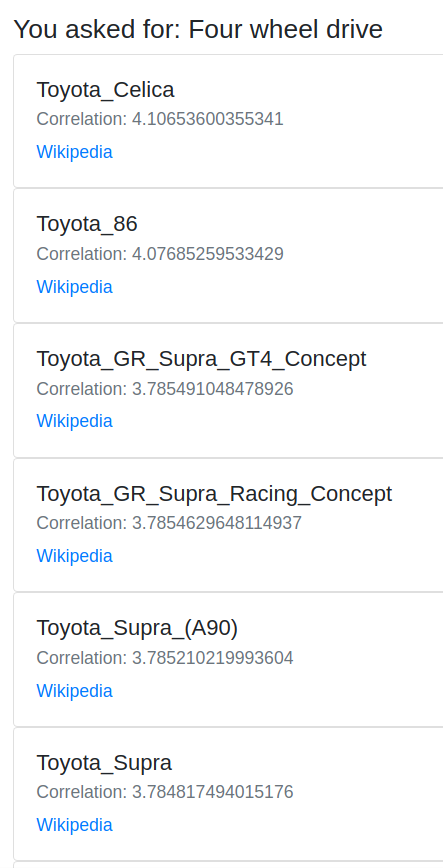 You asked for: Four wheel drive
Toyota_Celica
Correlation: 4.10653600355341
Wikipedia
Toyota_86
Correlation: 4.07685259533429
Wikipedia
Toyota_GR_Supra_GT4_Concept
Correlation: 3.785491048478926
Wikipedia
Toyota_GR_Supra_Racing_Concept
Correlation: 3.7854629648114937
Wikipedia
Toyota_Supra_(A90)
Correlation: 3.785210219993604
Wikipedia
Toyota_Supra
Correlation: 3.784817494015176
Wikipedia